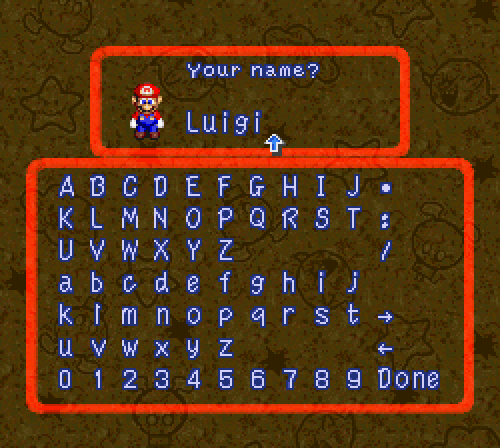 Your name?
Luigi
A B C D E F G H I J •
K L M N O P Q R S T :
U V W X Y Z /
a b c d e f g h i j
k l m n o p q r s t →
u v w x y z ←
0 1 2 3 4 5 6 7 8 9 Done